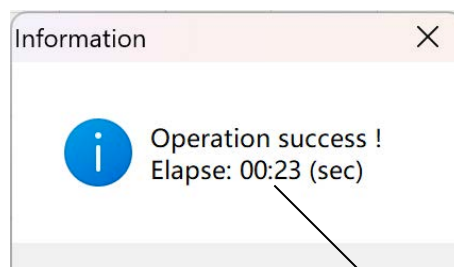 Information
Operation success !
Elapse: 00:23 (sec)